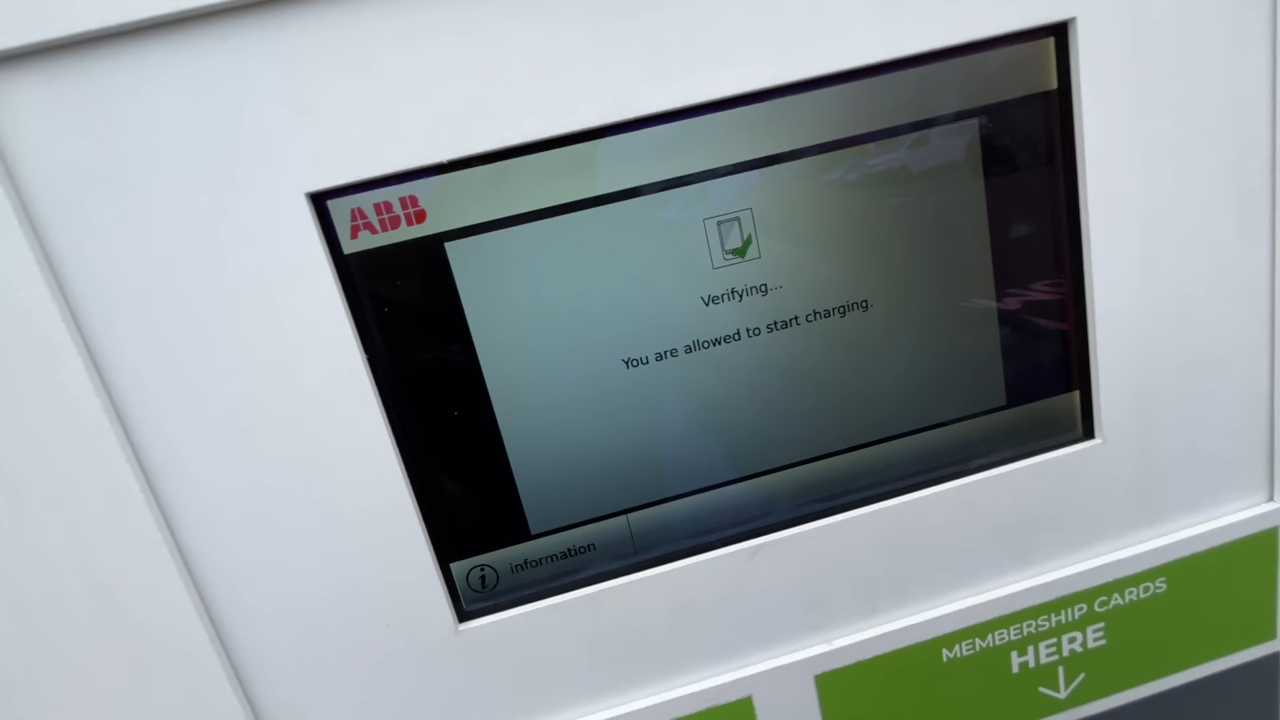 ABB
Verifying...
You are allowed to start charging.
information
MEMBERSHIP CARDS
HERE